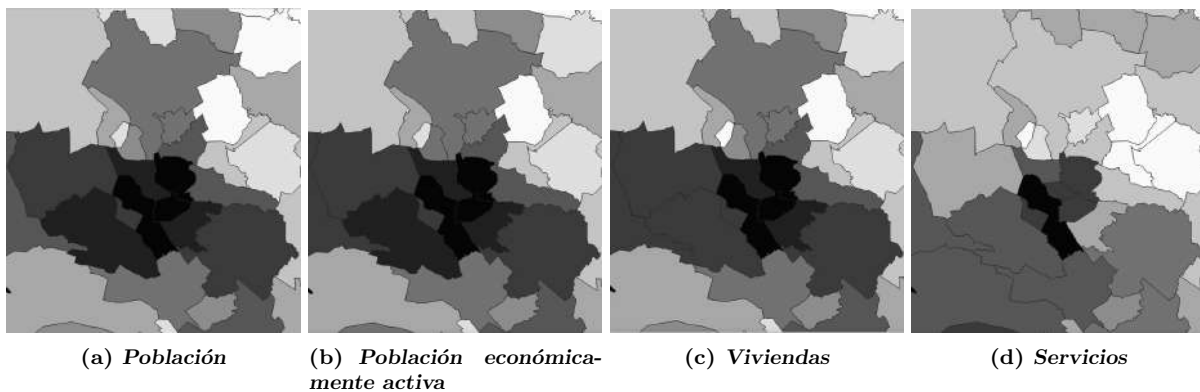 (a) Población
(b) Población económica-
mente activa
(c) Viviendas
(d) Servicios